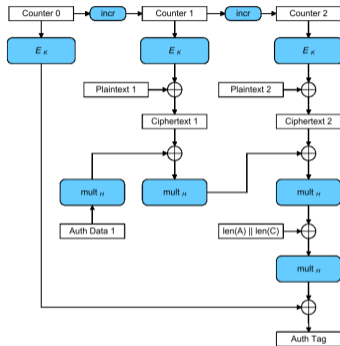 Counter 0
incr
Counter 1
incr
Counter 2
E K
E K
E K
Plaintext 1
Plaintext 2
Ciphertext 1
Ciphertext 2
mult H
mult H
mult H
Auth Data 1
len(A) || len(C)
mult H
Auth Tag